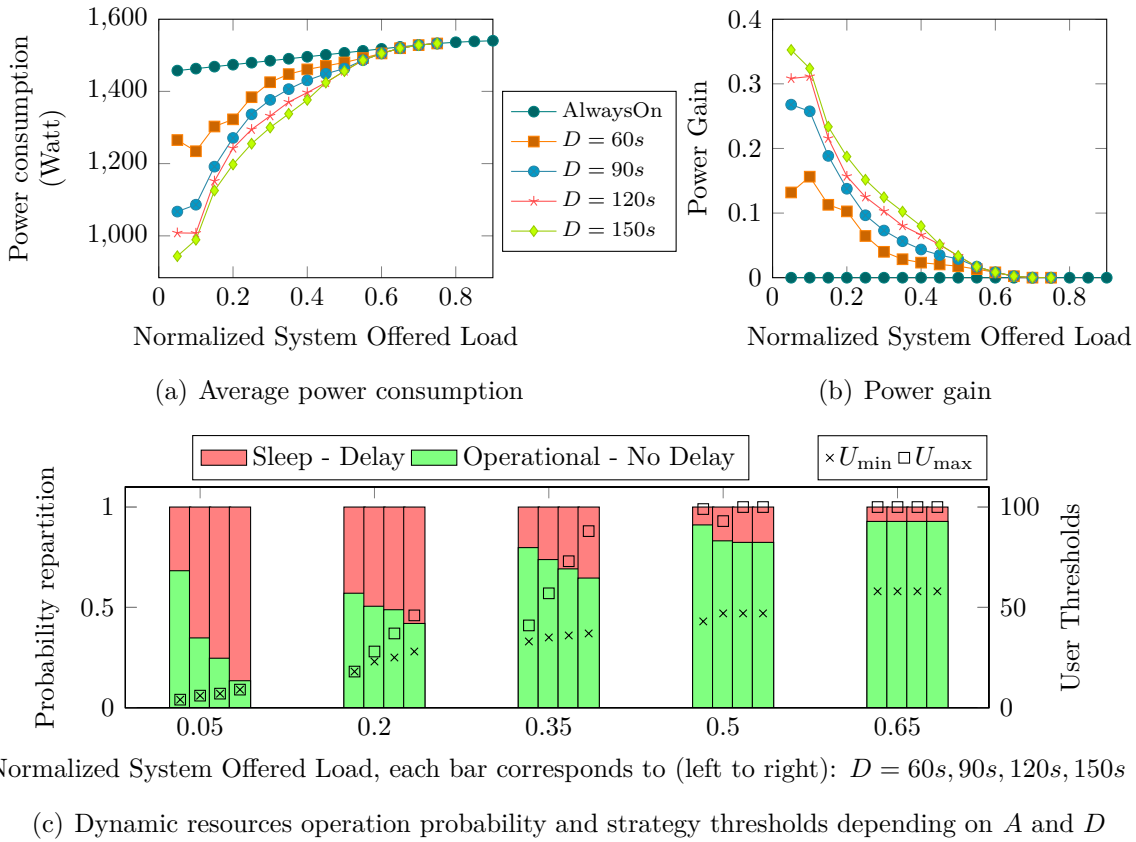 1,600
1,400
1,200
1,000
0
0.2
0.4
0.6
0.8
Power consumption
(Watt)
Normalized System Offered Load
(a) Average power consumption
AlwaysOn
D = 60s
D = 90s
D = 120s
D = 150s
0.4
0.3
0.2
0.1
0
0
0.2
0.4
0.6
0.8
Power Gain
Normalized System Offered Load
(b) Power gain
Sleep - Delay Operational - No Delay
U_min U_max
1
0.5
0
Probability repartition
100
50
0
User Thresholds
0.05 0.2 0.35 0.5 0.65
Normalized System Offered Load, each bar corresponds to (left to right): D = 60s, 90s, 120s, 150s
(c) Dynamic resources operation probability and strategy thresholds depending on A and D